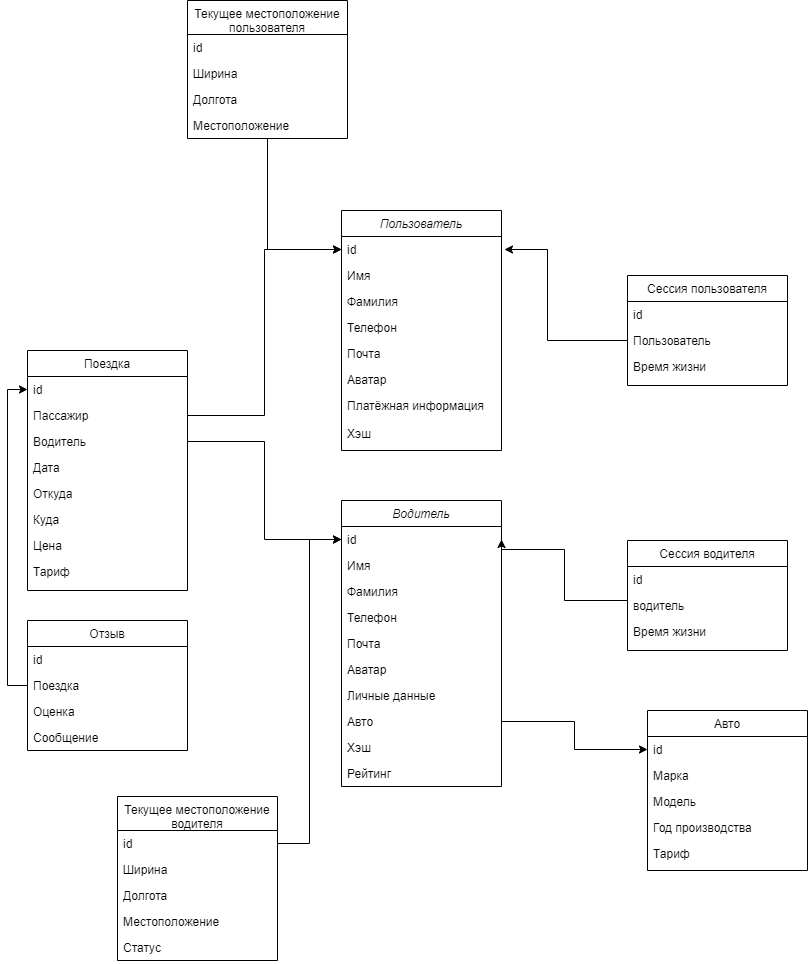 Текущее местоположение
пользователя
id
Ширина
Долгота
Местоположение
Пользователь
id
Имя
Фамилия
Телефон
Почта
Аватар
Платёжная информация
Хэш
Сессия пользователя
id
Пользователь
Время жизни
Поездка
id
Пассажир
Водитель
Дата
Откуда
Куда
Цена
Тариф
Водитель
id
Имя
Фамилия
Телефон
Почта
Аватар
Личные данные
Авто
Хэш
Рейтинг
Сессия водителя
id
водитель
Время жизни
Отзыв
id
Поездка
Оценка
Сообщение
Авто
id
Марка
Модель
Год производства
Тариф
Текущее местоположение
водителя
id
Ширина
Долгота
Местоположение
Статус